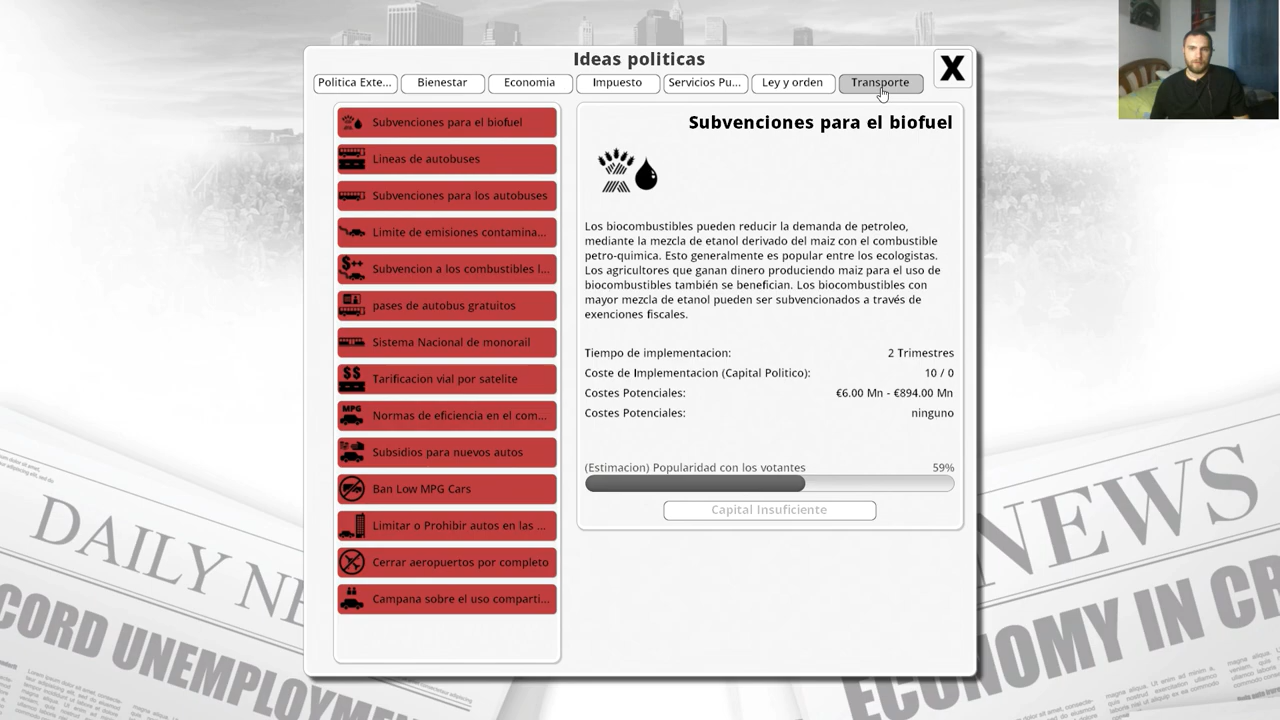 Ideas politicas
X
Politica Exte...
Bienestar
Economia
Impuesto
Servicios Pu...
Ley y orden
Transporte
Subvenciones para el biofuel
Lineas de autobuses
Subvenciones para los autobuses
Limite de emisiones contamina...
Subvencion a los combustibles l...
pases de autobus gratuitos
Sistema Nacional de monorail
$$
Tarificacion vial por satelite
MPG
Normas de eficiencia en el com...
Subsidios para nuevos autos
Ban Low MPG Cars
Limitar o Prohibir autos en las ...
Cerrar aeropuertos por completo
Campana sobre el uso comparti...
Subvenciones para el biofuel
Los biocombustibles pueden reducir la demanda de petroleo,
mediante la mezcla de etanol derivado del maiz con el combustible
petro-quimica. Esto generalmente es popular entre los ecologistas.
Los agricultores que ganan dinero produciendo maiz para el uso de
biocombustibles también se benefician. Los biocombustibles con
mayor mezcla de etanol pueden ser subvencionados a través de
exenciones fiscales.
Tiempo de implementacion: 2 Trimestres
Coste de Implementacion (Capital Politico): 10 / 0
Costes Potenciales: €6.00 Mn - €894.00 Mn
Costes Potenciales: ninguno
(Estimacion) Popularidad con los votantes 59%
Capital Insuficiente
DAILY NE
CORD UNEMPLOYM
NEWS
ECONOMY IN CR